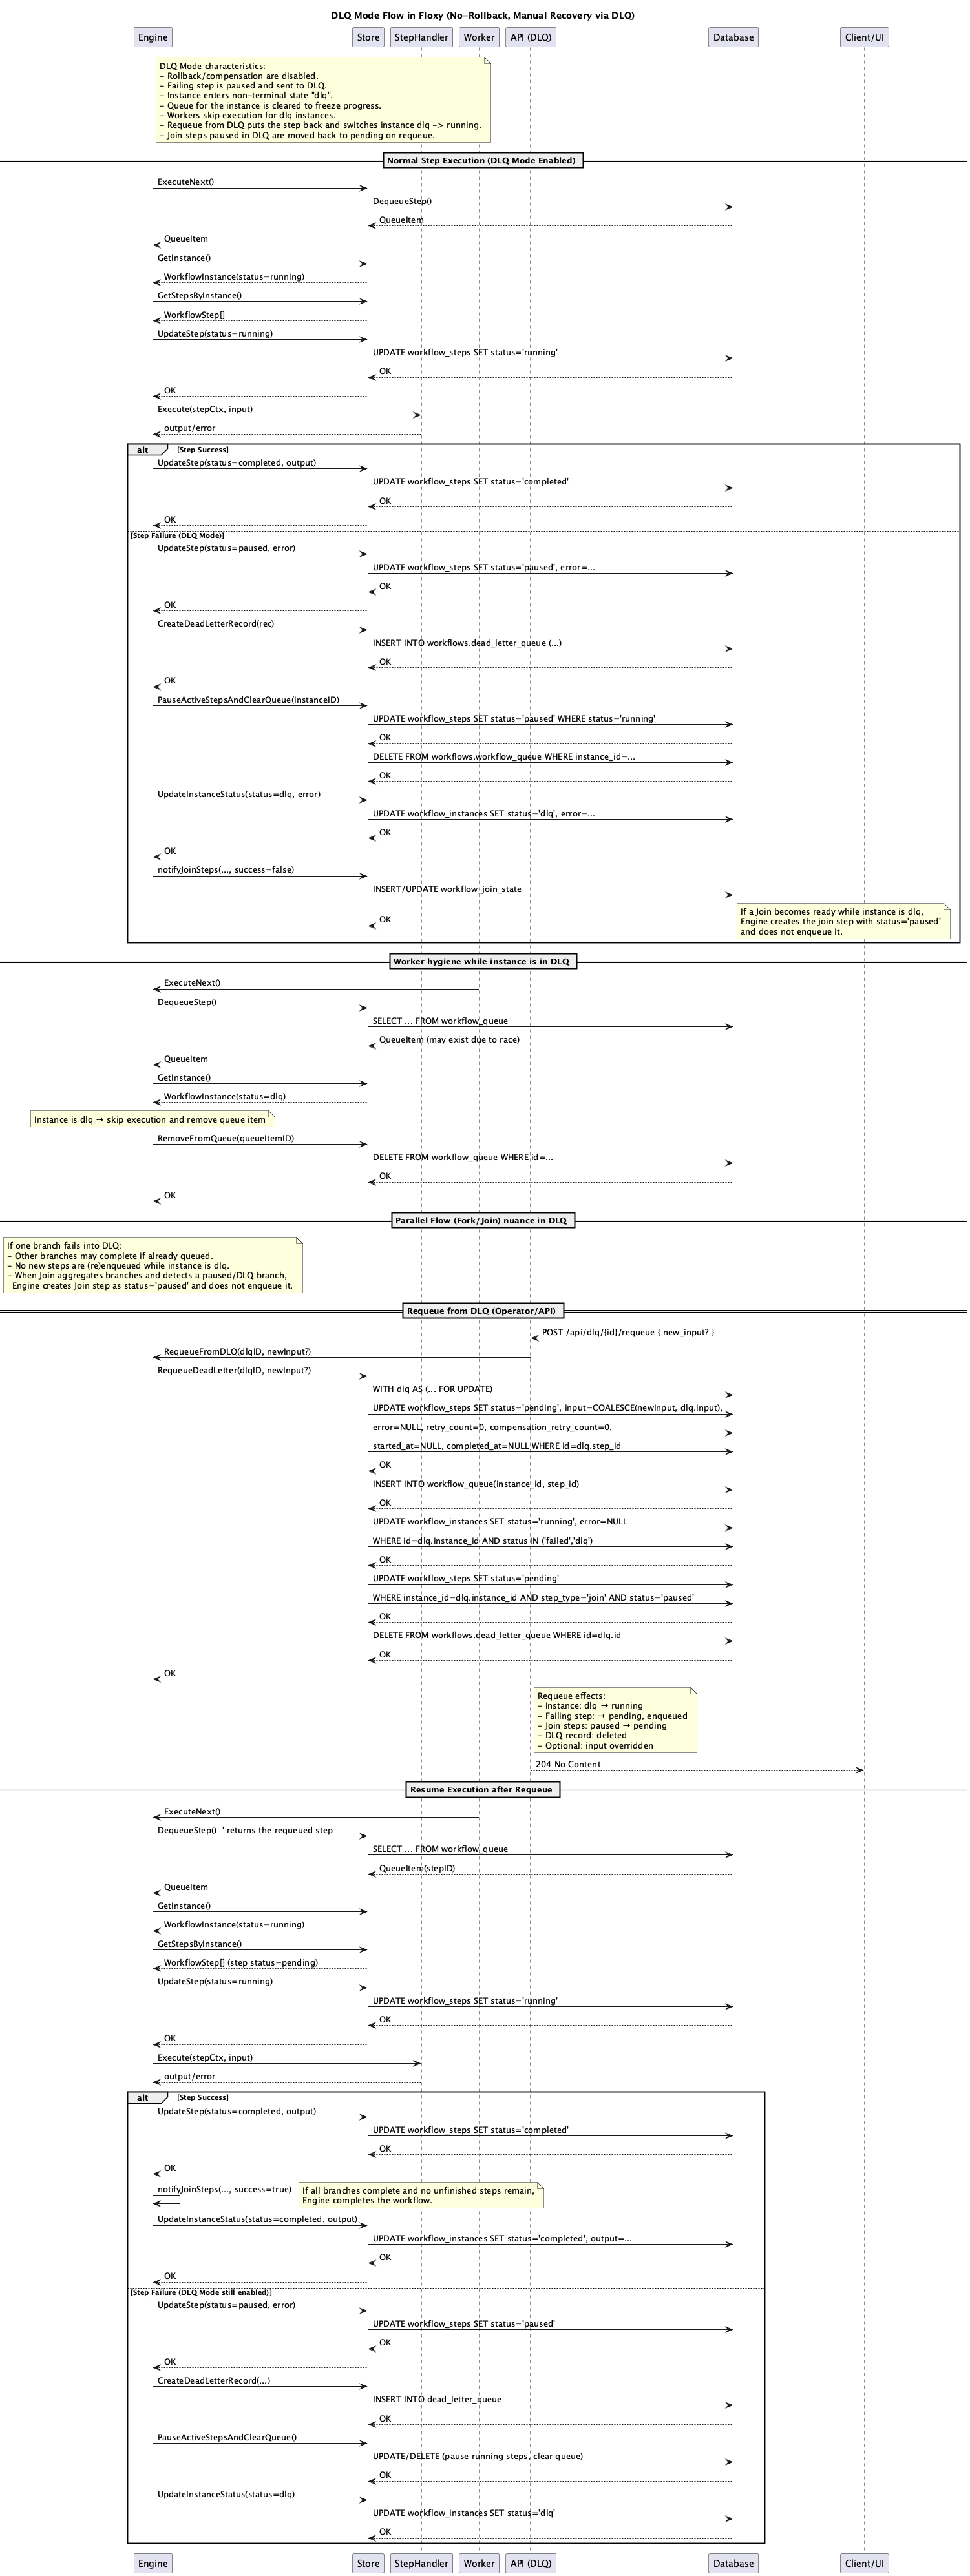 DLQ Mode Flow in Floxy (No-Rollback, Manual Recovery via DLQ)
Engine
Store
StepHandler
Worker
API (DLQ)
Database
Client/UI
DLQ Mode characteristics:
- Rollback/compensation are disabled.
- Failing step is paused and sent to DLQ.
- Instance enters non-terminal state "dlq".
- Queue for the instance is cleared to freeze progress.
- Workers skip execution for dlq instances.
- Requeue from DLQ puts the step back and switches instance dlq -> running.
- Join steps paused in DLQ are moved back to pending on requeue.
Normal Step Execution (DLQ Mode Enabled)
ExecuteNext()
DequeueStep()
QueueItem
QueueItem
GetInstance()
WorkflowInstance(status=running)
GetStepsByInstance()
WorkflowStep[]
UpdateStep(status=running)
UPDATE workflow_steps SET status='running'
OK
OK
Execute(stepCtx, input)
output/error
alt
[Step Success]
UpdateStep(status=completed, output)
UPDATE workflow_steps SET status='completed'
OK
OK
[Step Failure (DLQ Mode)]
UpdateStep(status=paused, error)
UPDATE workflow_steps SET status='paused', error=...
OK
OK
CreateDeadLetterRecord(rec)
INSERT INTO workflows.dead_letter_queue (...)
OK
OK
PauseActiveStepsAndClearQueue(instanceID)
UPDATE workflow_steps SET status='paused' WHERE status='running'
OK
DELETE FROM workflows.workflow_queue WHERE instance_id=...
OK
UpdateInstanceStatus(status=dlq, error)
UPDATE workflow_instances SET status='dlq', error=...
OK
OK
notifyJoinSteps(..., success=false)
INSERT/UPDATE workflow_join_state
OK
If a Join becomes ready while instance is dlq,
Engine creates the join step with status='paused'
and does not enqueue it.
Worker hygiene while instance is in DLQ
ExecuteNext()
DequeueStep()
SELECT ... FROM workflow_queue
QueueItem (may exist due to race)
QueueItem
GetInstance()
WorkflowInstance(status=dlq)
Instance is dlq → skip execution and remove queue item
RemoveFromQueue(queueItemID)
DELETE FROM workflow_queue WHERE id=...
OK
OK
Parallel Flow (Fork/Join) nuance in DLQ
If one branch fails into DLQ:
- Other branches may complete if already queued.
- No new steps are (re)enqueued while instance is dlq.
- When Join aggregates branches and detects a paused/DLQ branch,
Engine creates Join step as status='paused' and does not enqueue it.
Requeue from DLQ (Operator/API)
POST /api/dlq/{id}/requeue { new_input? }
RequeueFromDLQ(dlqID, newInput?)
RequeueDeadLetter(dlqID, newInput?)
WITH dlq AS (... FOR UPDATE)
UPDATE workflow_steps SET status='pending', input=COALESCE(newInput, dlq.input),
error=NULL, retry_count=0, compensation_retry_count=0,
started_at=NULL, completed_at=NULL WHERE id=dlq.step_id
OK
INSERT INTO workflow_queue(instance_id, step_id)
OK
UPDATE workflow_instances SET status='running', error=NULL
WHERE id=dlq.instance_id AND status IN ('failed','dlq')
OK
UPDATE workflow_steps SET status='pending'
WHERE instance_id=dlq.instance_id AND step_type='join' AND status='paused'
OK
DELETE FROM workflows.dead_letter_queue WHERE id=dlq.id
OK
OK
Requeue effects:
- Instance: dlq → running
- Failing step: → pending, enqueued
- Join steps: paused → pending
- DLQ record: deleted
- Optional: input overridden
204 No Content
Resume Execution after Requeue
ExecuteNext()
DequeueStep()  ' returns the requeued step
SELECT ... FROM workflow_queue
QueueItem(stepID)
QueueItem
GetInstance()
WorkflowInstance(status=running)
GetStepsByInstance()
WorkflowStep[] (step status=pending)
UpdateStep(status=running)
UPDATE workflow_steps SET status='running'
OK
OK
Execute(stepCtx, input)
output/error
alt
[Step Success]
UpdateStep(status=completed, output)
UPDATE workflow_steps SET status='completed'
OK
OK
notifyJoinSteps(..., success=true)
If all branches complete and no unfinished steps remain,
Engine completes the workflow.
UpdateInstanceStatus(status=completed, output)
UPDATE workflow_instances SET status='completed', output=...
OK
OK
[Step Failure (DLQ Mode still enabled)]
UpdateStep(status=paused, error)
UPDATE workflow_steps SET status='paused'
OK
OK
CreateDeadLetterRecord(...)
INSERT INTO dead_letter_queue
OK
PauseActiveStepsAndClearQueue()
UPDATE/DELETE (pause running steps, clear queue)
OK
UpdateInstanceStatus(status=dlq)
UPDATE workflow_instances SET status='dlq'
OK
Engine
Store
StepHandler
Worker
API (DLQ)
Database
Client/UI